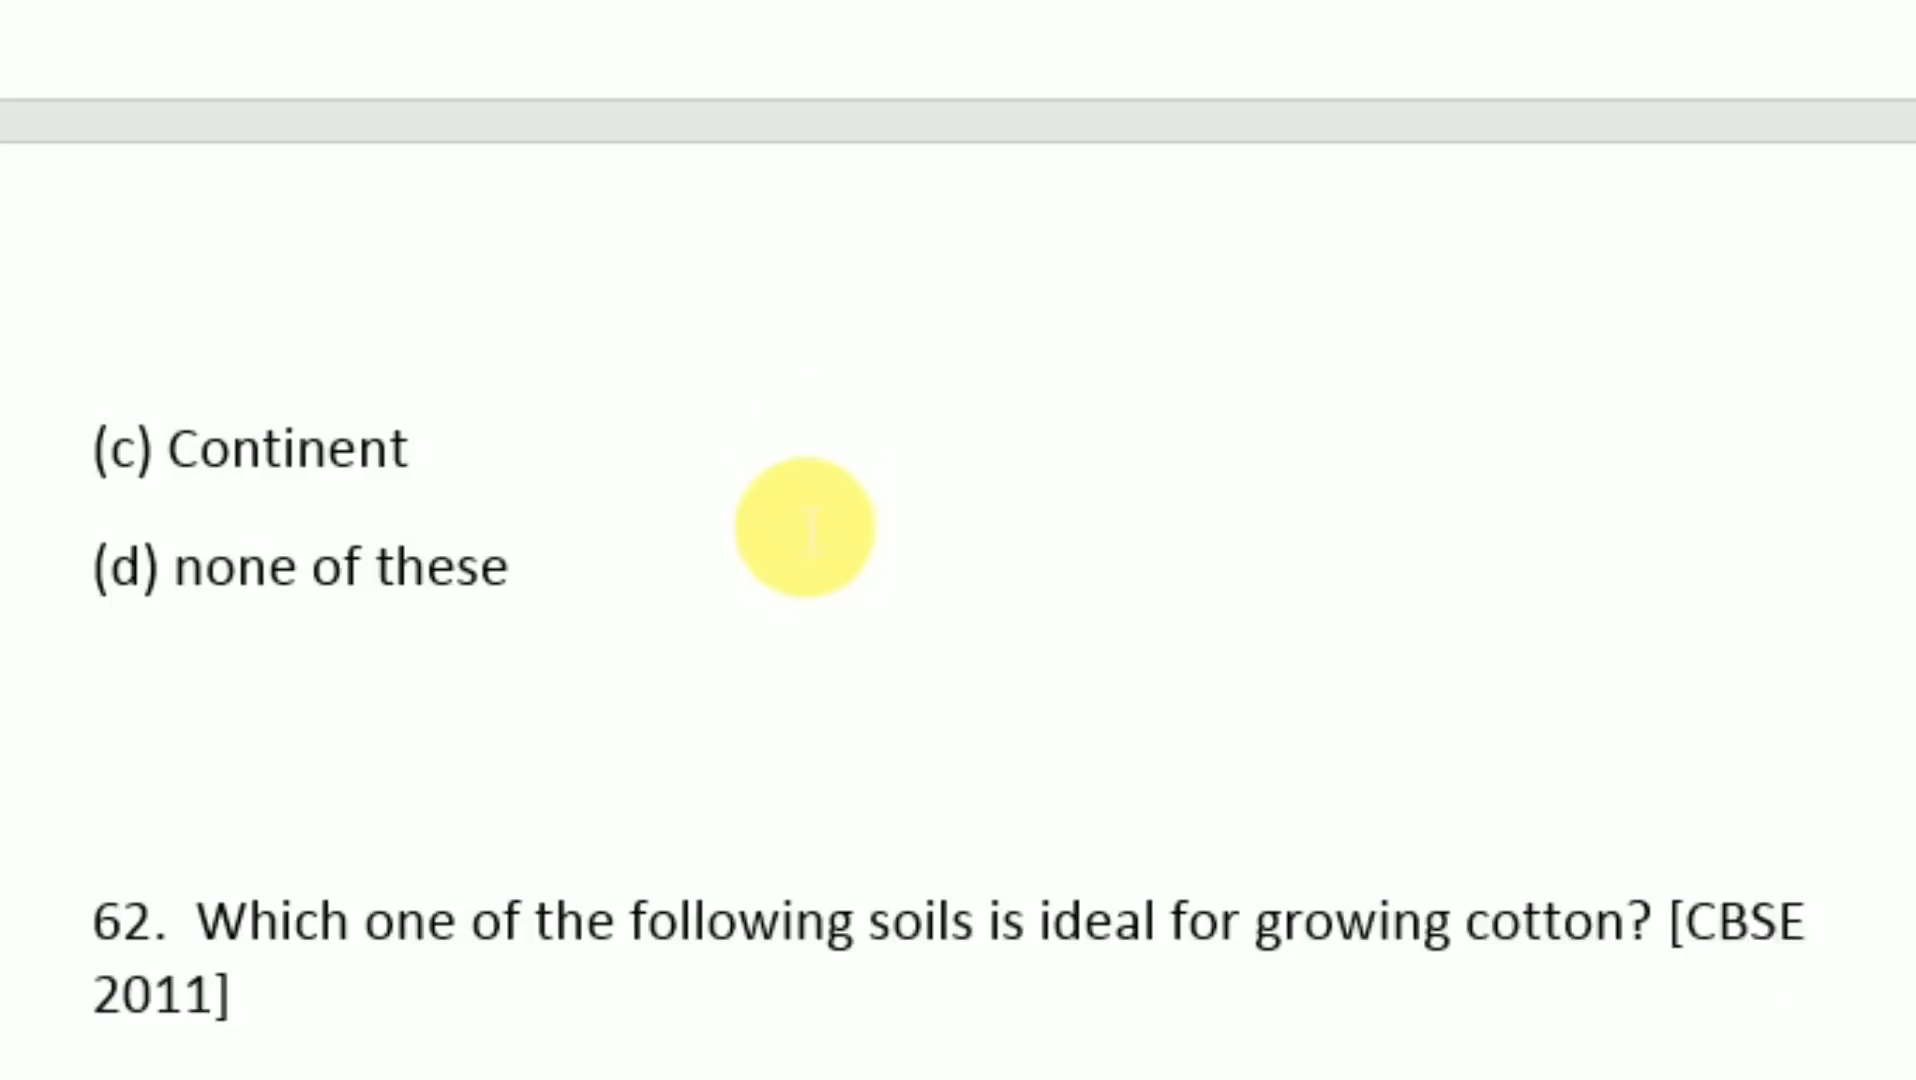 (c) Continent
(d) none of these
62. Which one of the following soils is ideal for growing cotton? [CBSE
2011]